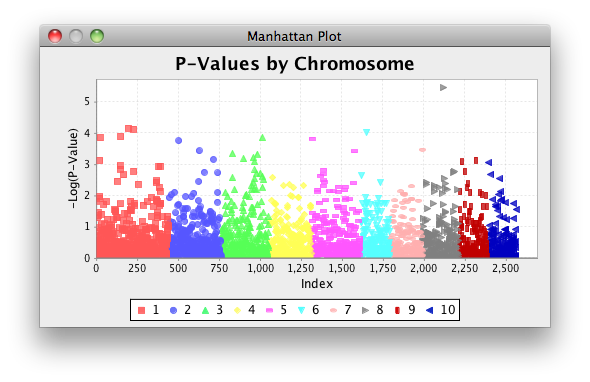 Manhattan Plot
P-Values by Chromosome
−Log(P-Value)
5
4
3
2
1
0
0 250 500 750 1,000 1,250 1,500 1,750 2,000 2,250 2,500
Index
1 2 3 4 5 6 7 8 9 10